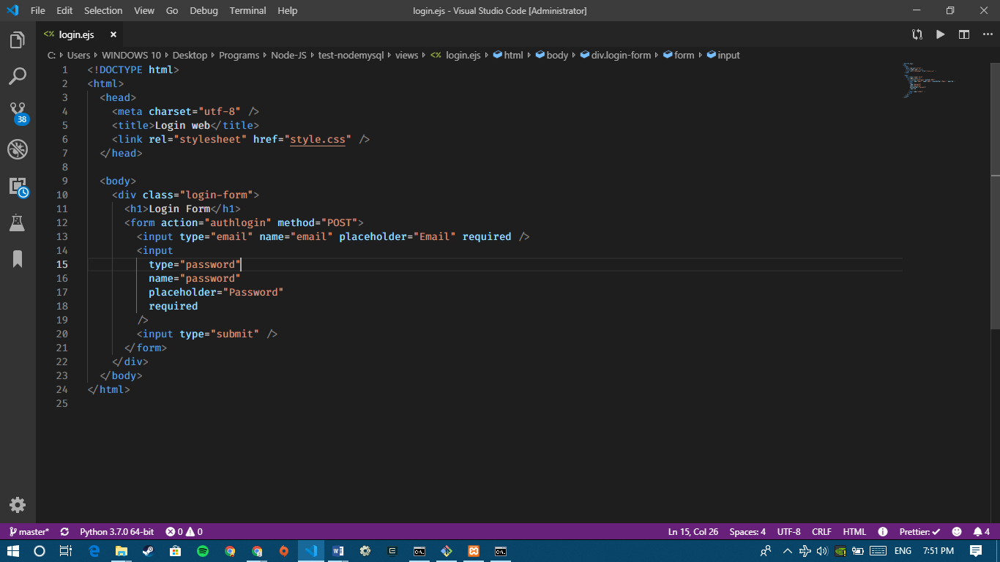 File Edit Selection View Go Debug Terminal Help login.ejs - Visual Studio Code [Administrator]
<% login.ejs ×
C: › Users › WINDOWS 10 › Desktop › Programs › Node-JS › test-nodemysql › views › <% login.ejs › html › body › div.login-form › form › input
1 <!DOCTYPE html>
2 <html>
3 <head>
4 <meta charset="utf-8" />
5 <title>Login web</title>
6 <link rel="stylesheet" href="style.css" />
7 </head>
8
9 <body>
10 <div class="login-form">
11 <h1>Login Form</h1>
12 <form action="authlogin" method="POST">
13 <input type="email" name="email" placeholder="Email" required />
14 <input
15 type="password"
16 name="password"
17 placeholder="Password"
18 required
19 />
20 <input type="submit" />
21 </form>
22 </div>
23 </body>
24 </html>
25
38
master* Python 3.7.0 64-bit 0 0 Ln 15, Col 26 Spaces: 4 UTF-8 CRLF HTML Prettier: ✓ 4
ENG 7:51 PM